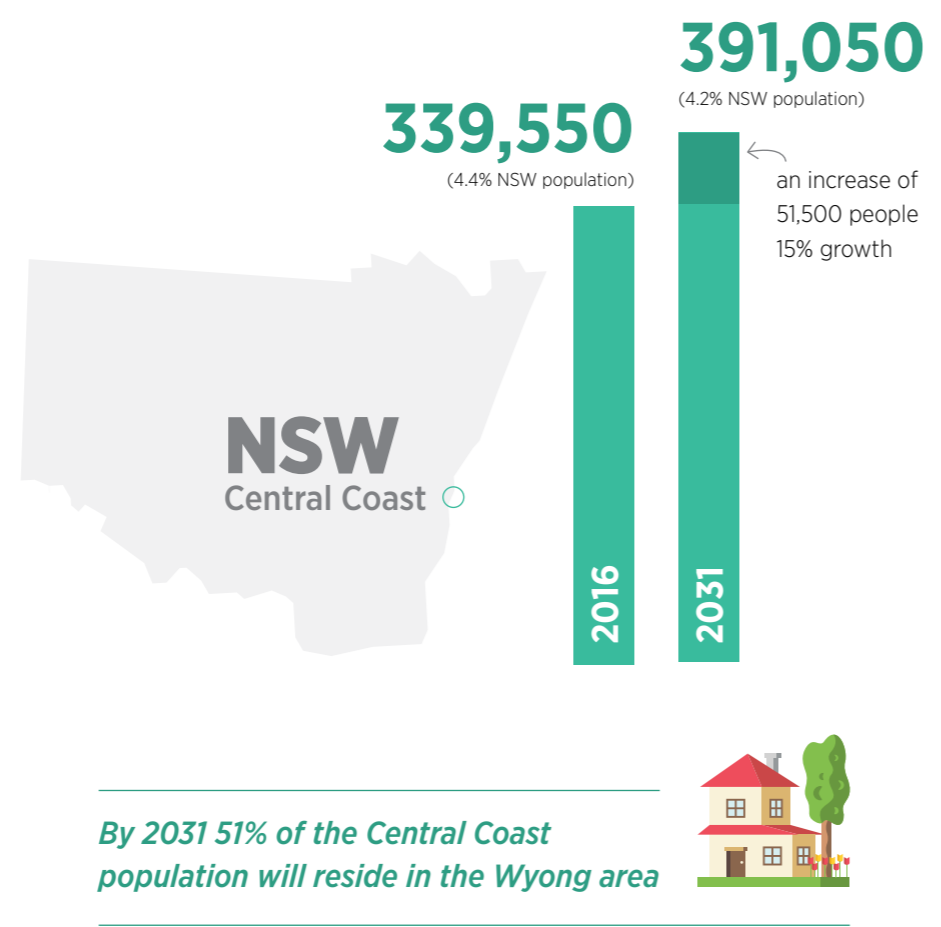 391,050
(4.2% NSW population)
339,550
(4.4% NSW population)
an increase of
51,500 people
15% growth
NSW
Central Coast
2016
2031
By 2031 51% of the Central Coast
population will reside in the Wyong area